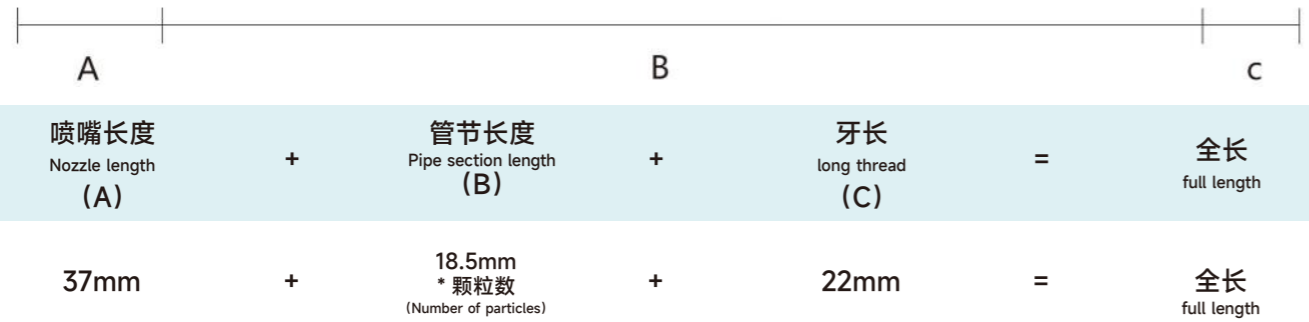 A B c
喷嘴长度 + 管节长度 + 牙长 = 全长
Nozzle length Pipe section length long thread full length
(A) (B) (C)
37mm + 18.5mm + 22mm = 全长
* 颗粒数 full length
(Number of particles)